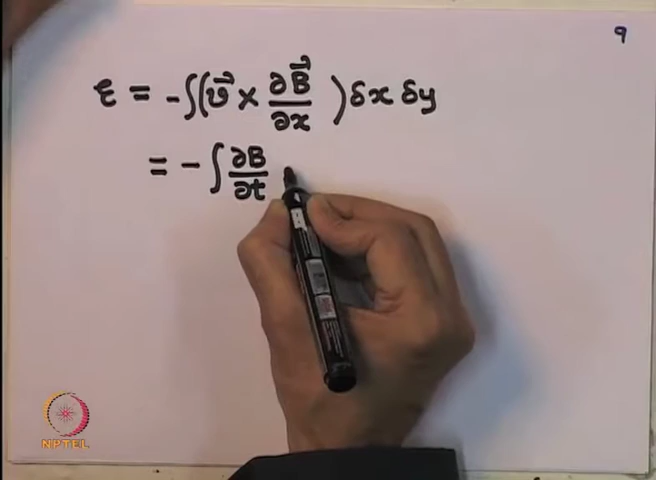 9
ε = -∫(v⃗ × ∂B⃗/∂x) δx δy
= -∫ ∂B/∂t
NPTEL